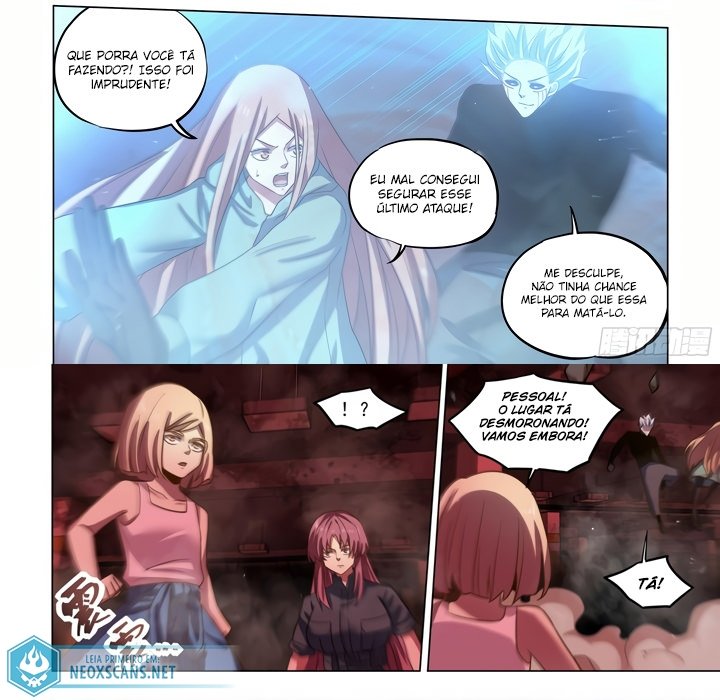 QUE PORRA VOCÊ TÁ
FAZENDO?! ISSO FOI
IMPRUDENTE!
EU MAL CONSEGUI
SEGURAR ESSE
ÚLTIMO ATAQUE!
ME DESCULPE,
NÃO TINHA CHANCE
MELHOR DO QUE ESSA
PARA MATÁ-LO.
！？
PESSOAL!
O LUGAR TÁ
DESMORONANDO!
VAMOS EMBORA!
TÁ!
LEIA PRIMEIRO EM:
NEOXSCANS.NET